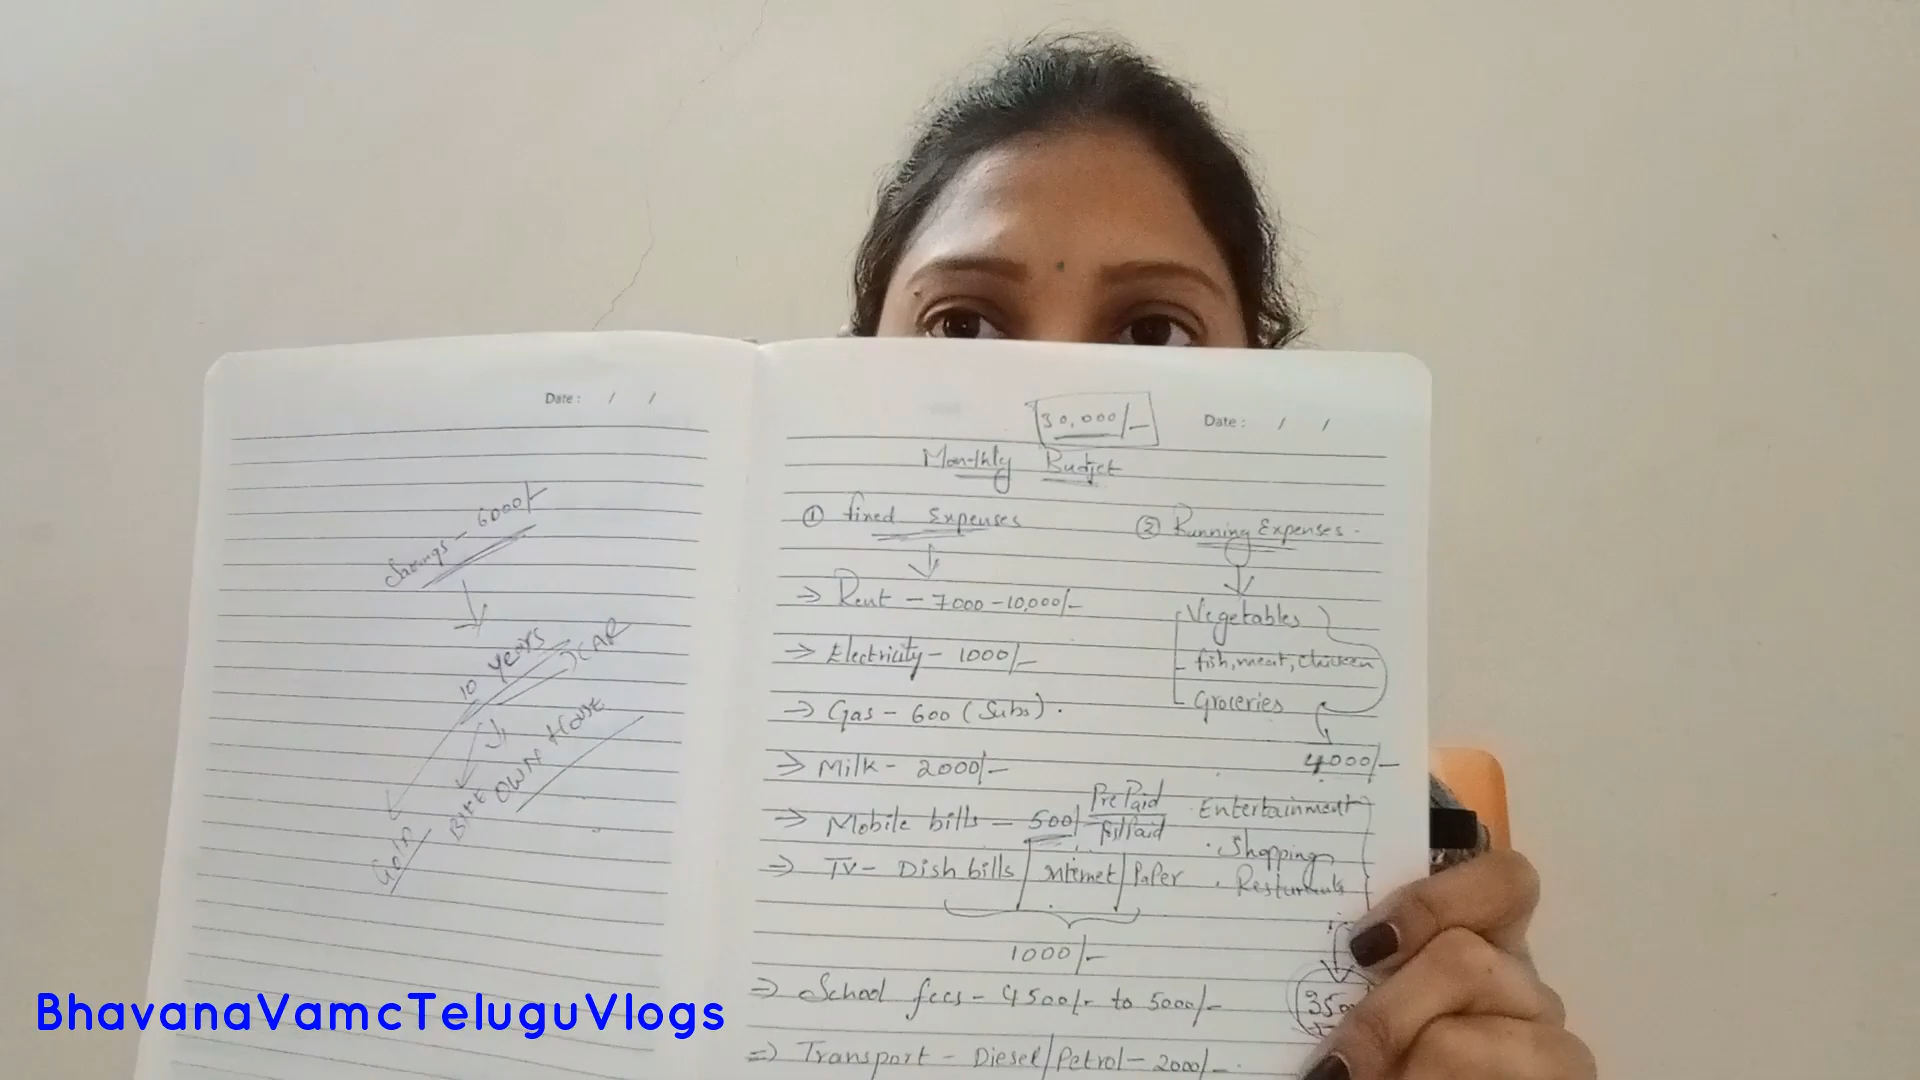 Date : / /
Savings - 6000/-
10 years
CAR
OWN HOUSE
BIKE
Gold
30,000/-
Date : / /
Monthly Budget
① fixed Expenses
② Running Expenses.
⇒ Rent - 7000 - 10,000/-
Vegetables
⇒ Electricity - 1000/-
fish, meat, chicken
⇒ Gas - 600 (Subs).
Groceries
⇒ Milk - 2000/-
4000/-
⇒ Mobile bills - 500/- PrePaid
Entertainment
. Shopping
⇒ TV - Dish bills / internet / Paper
1000/-
⇒ School fees - 4500/- to 5000/-
350
⇒ Transport - Diesel/Petrol - 2000/-.
BhavanaVamcTeluguVlogs